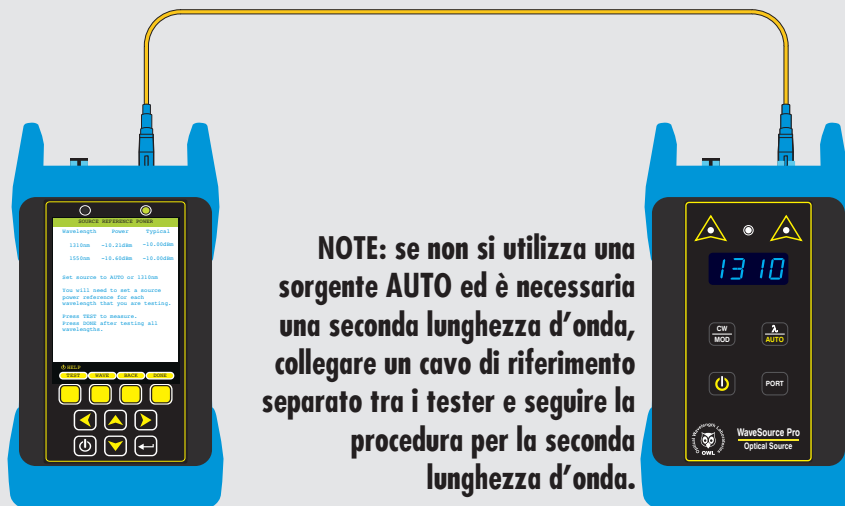 SOURCE REFERENCE POWER
Wavelength Power Typical
1310nm -10.21dBm -10.00dBm
1550nm -10.60dBm -10.00dBm
Set source to AUTO or 1310nm
You will need to set a source
power reference for each
wavelength that you are testing.
Press TEST to measure.
Press DONE after testing all
wavelengths.
HELP
TEST WAVE BACK DONE
NOTE: se non si utilizza una
sorgente AUTO ed è necessaria
una seconda lunghezza d’onda,
collegare un cavo di riferimento
separato tra i tester e seguire la
procedura per la seconda
lunghezza d’onda.
1310
CW
MOD
λ
AUTO
PORT
Optical Wavelength Laboratories
OWL
WaveSource Pro
Optical Source